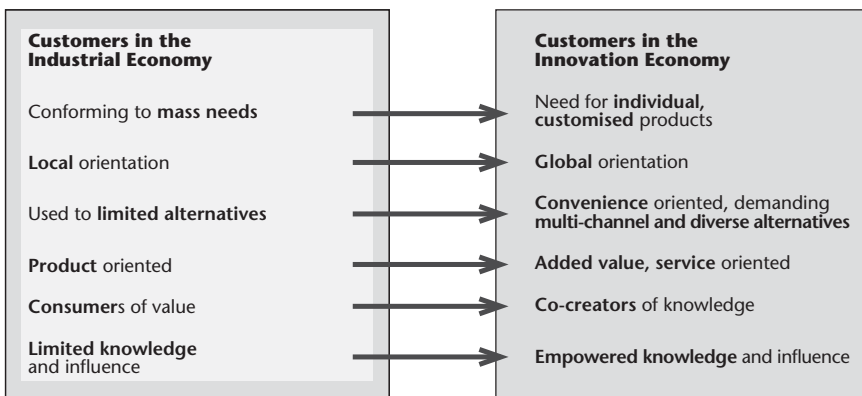 Customers in the
Industrial Economy
Conforming to mass needs
Local orientation
Used to limited alternatives
Product oriented
Consumers of value
Limited knowledge
and influence
Customers in the
Innovation Economy
Need for individual,
customised products
Global orientation
Convenience oriented, demanding
multi-channel and diverse alternatives
Added value, service oriented
Co-creators of knowledge
Empowered knowledge and influence